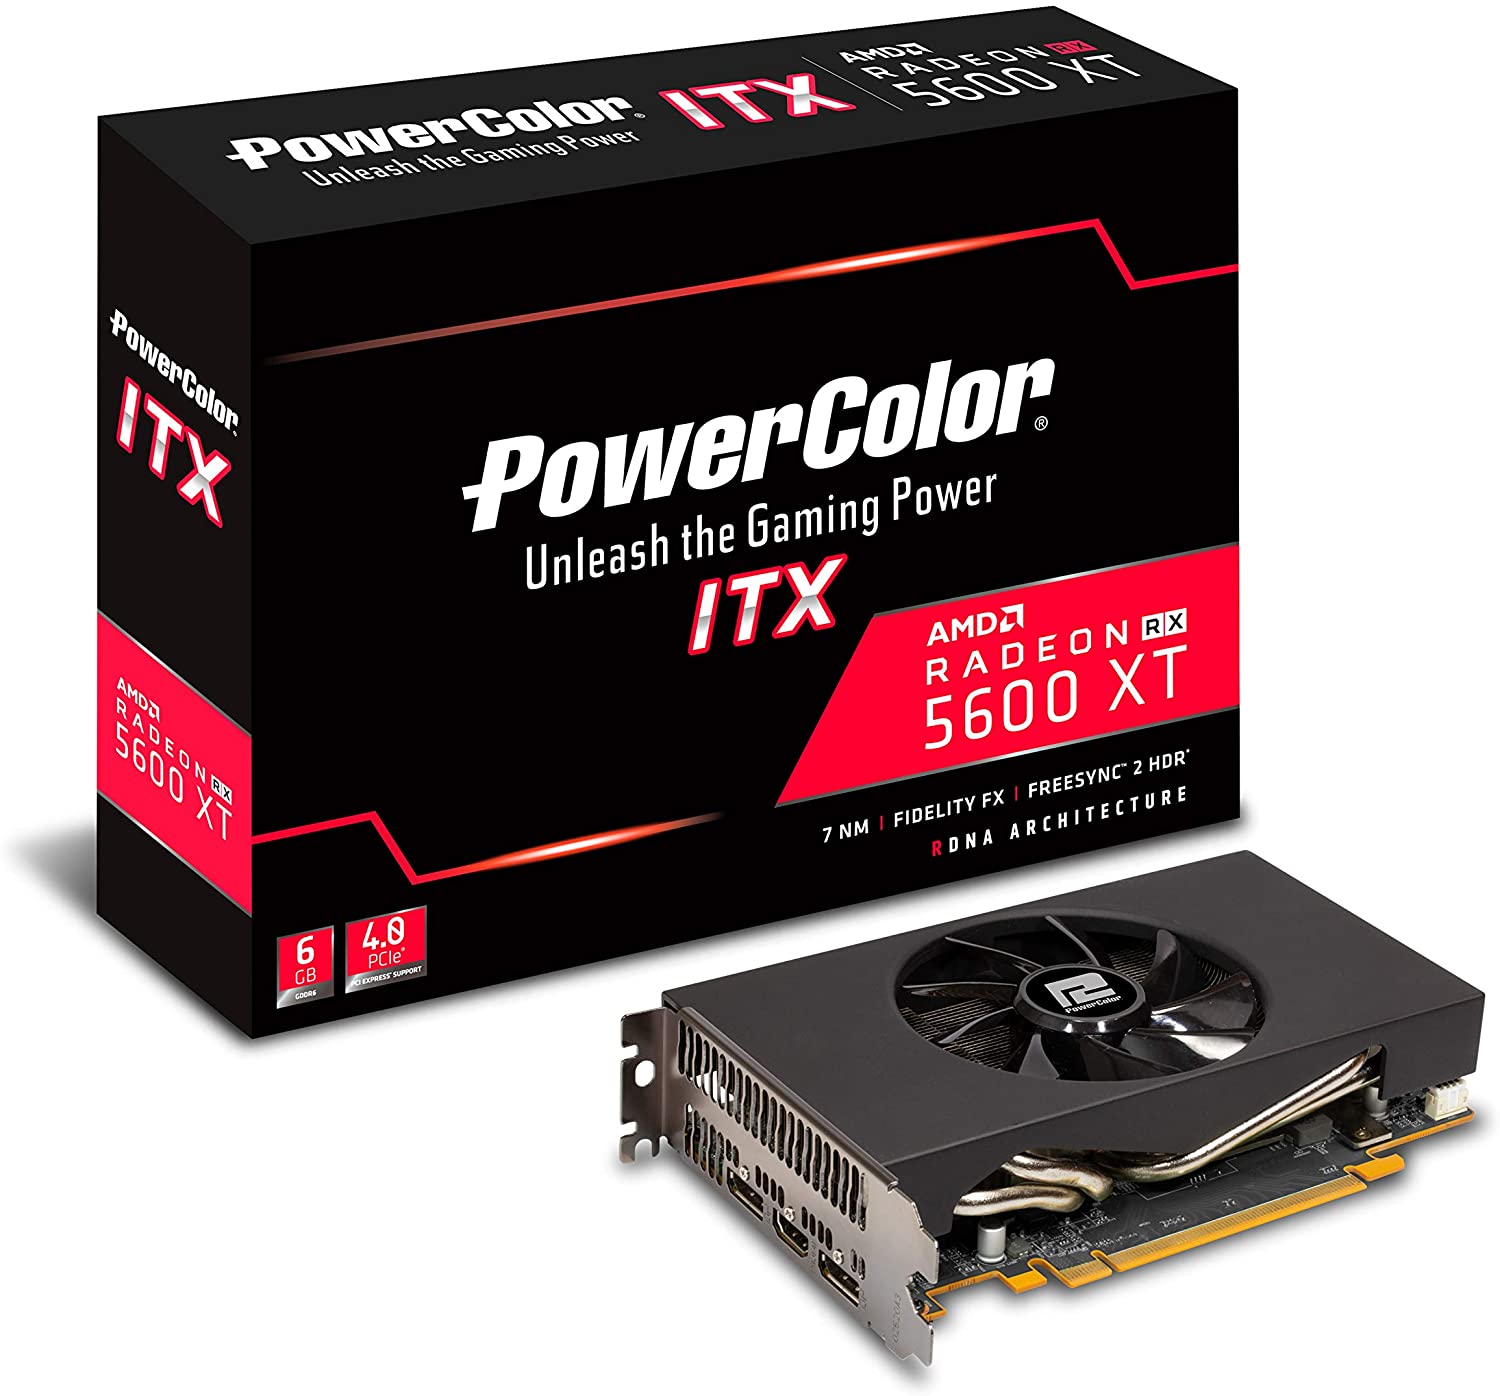 PowerColor®
Unleash the Gaming Power
ITX
AMD
RADEON RX
5600 XT
PowerColor
ITX
AMD
RADEON RX
5600 XT
PowerColor®
Unleash the Gaming Power
ITX
AMD
RADEON RX
5600 XT
7 NM | FIDELITY FX | FREESYNC™ 2 HDR*
RDNA ARCHITECTURE
6
GB
GDDR6
4.0
PCIe®
PCI EXPRESS® SUPPORT
PowerColor
02620A3